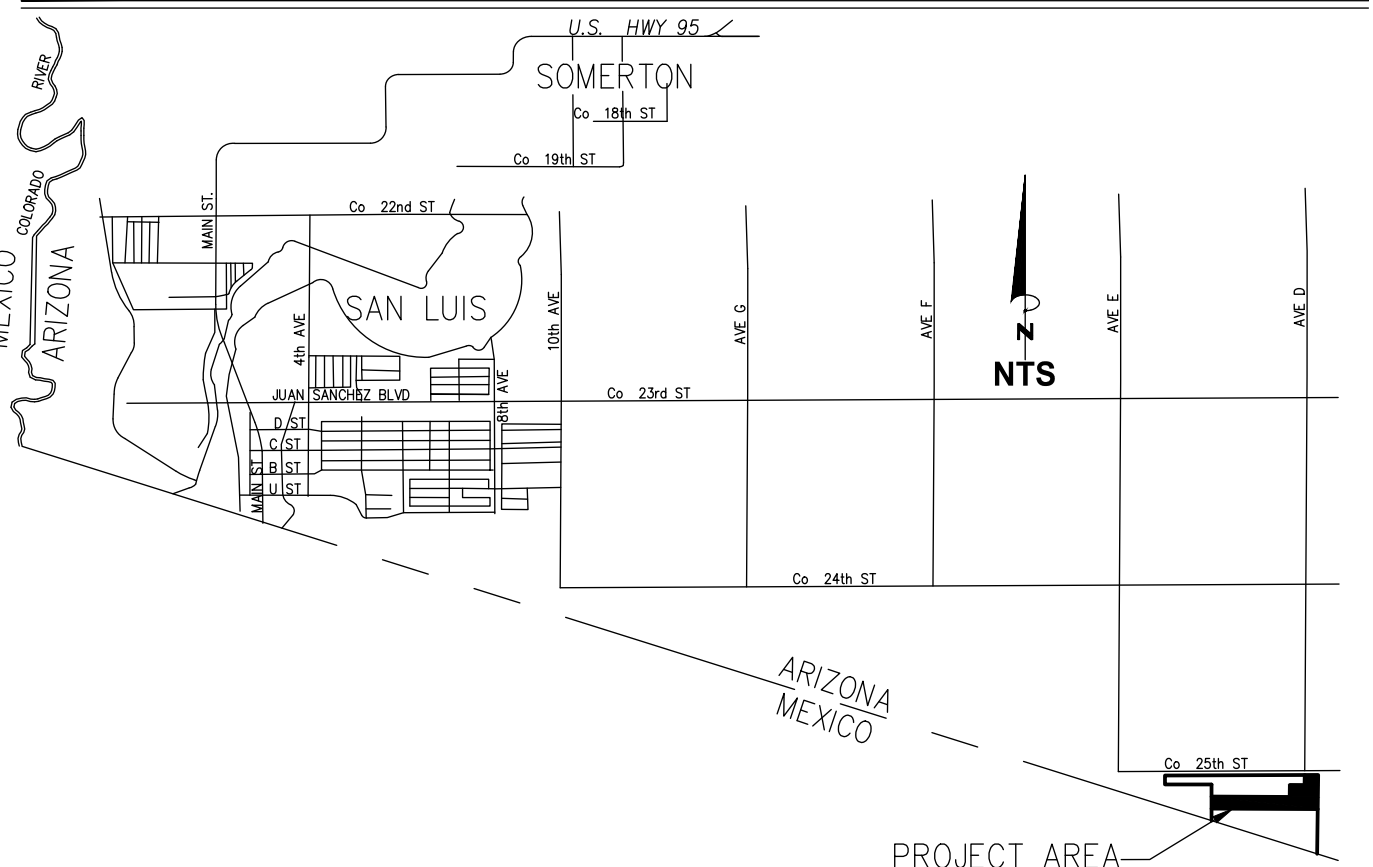 U.S. HWY 95
RIVER
SOMERTON
Co 18th ST
Co 19th ST
COLORADO
MAIN ST.
Co 22nd ST
MEXICO
ARIZONA
SAN LUIS
4th AVE
10th AVE
AVE G
AVE F
AVE E
AVE D
N
NTS
8th AVE
JUAN SANCHEZ BLVD
Co 23rd ST
D ST
C ST
B ST
U ST
MAIN ST
Co 24th ST
ARIZONA
MEXICO
Co 25th ST
PROJECT AREA